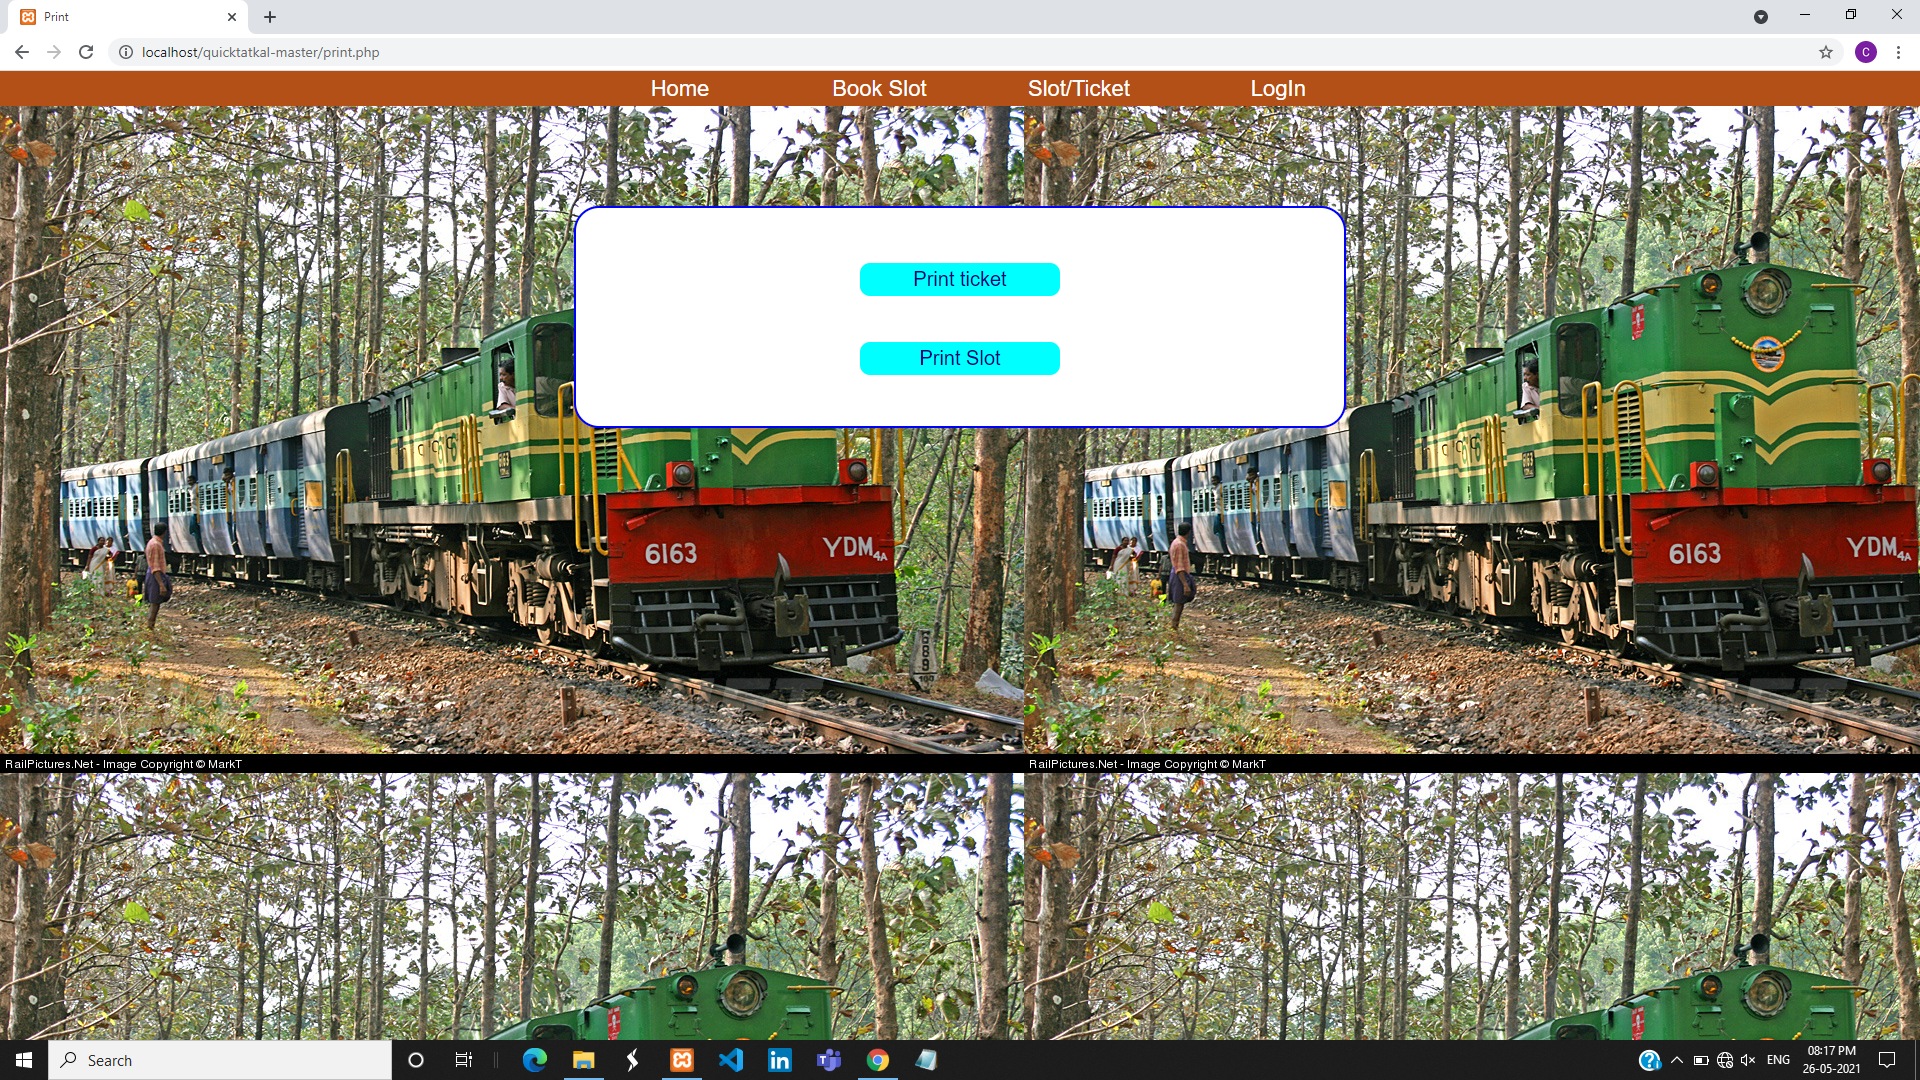 Print
localhost/quicktatkal-master/print.php
C
Home
Book Slot
Slot/Ticket
LogIn
Print ticket
Print Slot
6163
YDM4A
6163
YDM4A
RailPictures.Net - Image Copyright © MarkT
RailPictures.Net - Image Copyright © MarkT
Search
ENG
08:17 PM
26-05-2021